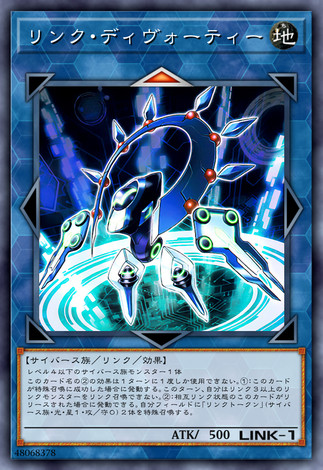 リンク・ディヴォーティー
地
【サイバース族／リンク／効果】
レベル４以下のサイバース族モンスター１体
このカード名の②の効果は１ターンに１度しか使用できない。①：このカード
が特殊召喚に成功した場合に発動する。このターン、自分はリンク３以上のリ
ンクモンスターをリンク召喚できない。②：相互リンク状態のこのカードがリ
リースされた場合に発動できる。自分フィールドに「リンクトークン」（サイバ
ース族・光・星１・攻／守０）２体を特殊召喚する。
ATK/ 500 LINK-1
48068378